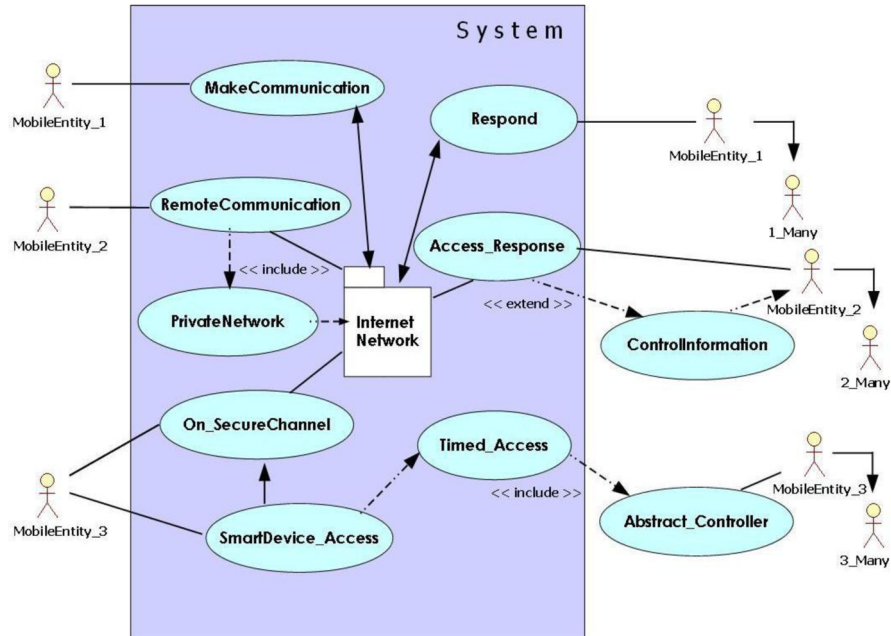 System
MakeCommunication
MobileEntity_1
Respond
MobileEntity_1
RemoteCommunication
MobileEntity_2
1_Many
Access_Response
<< include >>
<< extend >>
MobileEntity_2
PrivateNetwork
Internet
Network
ControlInformation
2_Many
On_SecureChannel
Timed_Access
MobileEntity_3
<< include >>
MobileEntity_3
SmartDevice_Access
Abstract_Controller
3_Many